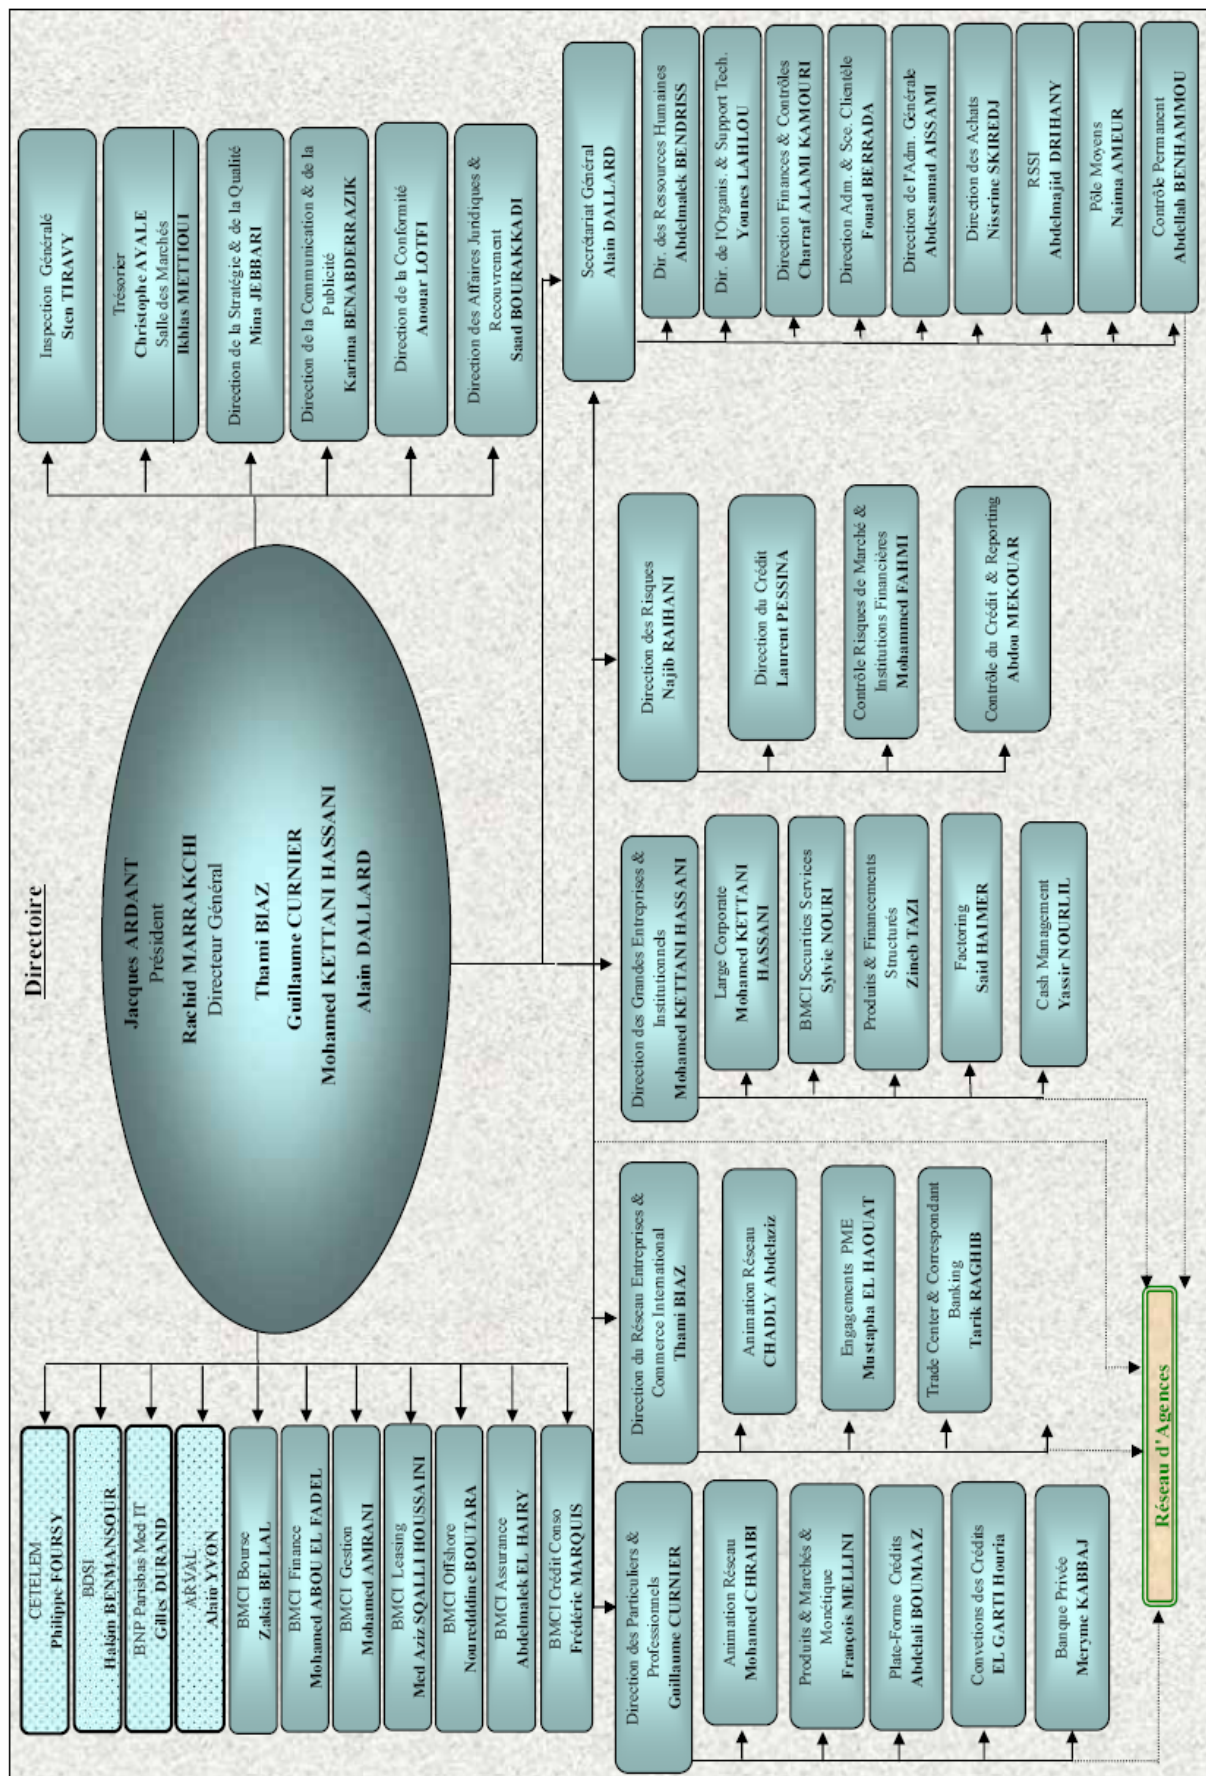 Directoire
Jacques ARDANT
Président
Rachid MARRAKCHI
Directeur Général
Thami BIAZ
Guillaume CURNIER
Mohamed KETTANI HASSANI
Alain DALLARD
CETELEM
Philippe FOURSY
BDSI
Hakim BENMANSOUR
BNP Parisbas Med IT
Gilles DURAND
ARVAL
Alain YVON
BMCI Bourse
Zakia BELLAL
BMCI Finance
Mohamed ABOU EL FADEL
BMCI Gestion
Mohamed AMRANI
BMCI Leasing
Med Aziz SQALLI HOUSSAINI
BMCI Offshore
Noureddine BOUTARA
BMCI Assurance
Abdelmalek EL HAIRY
BMCI Crédit Conso
Frédéric MARQUIS
Inspection Générale
Sten TIRAVY
Trésorier
Christophe AYALE
Salle des Marchés
Ikhlas METTIOUI
Direction de la Stratégie & de la Qualité
Mina JEBBARI
Direction de la Communication & de la
Publicité
Karima BENABDERRAZIK
Direction de la Conformité
Anouar LOTFI
Direction des Affaires Juridiques &
Recouvrement
Saad BOURAKKADI
Direction des Particuliers &
Professionnels
Guillaume CURNIER
Animation Réseau
Mohamed CHRAIBI
Produits & Marchés &
Monétique
François MELLINI
Plate-Forme Crédits
Abdelali BOUMAAZ
Convetions des Crédits
EL GARTI Houria
Banque Privée
Meryme KABBAJ
Direction du Réseau Entreprises &
Commerce International
Thami BIAZ
Animation Réseau
CHADLY Abdelaziz
Engagements PME
Mustapha EL HAOUAT
Trade Center & Correspondant
Banking
Tarik RAGHIB
Direction des Grandes Entreprises &
Institutionnels
Mohamed KETTANI HASSANI
Large Corporate
Mohamed KETTANI
HASSANI
BMCI Securities Services
Sylvie NOURI
Produits & Financements
Structurés
Zineb TAZI
Factoring
Said HAIMER
Cash Management
Yassir NOURLIL
Direction des Risques
Najib RAIHANI
Direction du Crédit
Laurent PESSINA
Contrôle Risques de Marché &
Institutions Financières
Mohammed FAHMI
Contrôle du Crédit & Reporting
Abdou MEKOUAR
Secrétariat Général
Alain DALLARD
Dir. des Ressources Humaines
Abdelmalek BENDRISS
Dir. de l'Organis. & Support Tech.
Younes LAHLOU
Direction Finances & Contrôles
Charraf ALAMI KAMOURI
Direction Adm. & Sce. Clientèle
Fouad BERRADA
Direction de l'Adm. Générale
Abdessamad AISSAMI
Direction des Achats
Nissrine SKIREDJ
RSSI
Abdelmajid DRIHANY
Pôle Moyens
Naima AMEUR
Contrôle Permanent
Abdellah BENHAMMOU
Réseau d'Agences